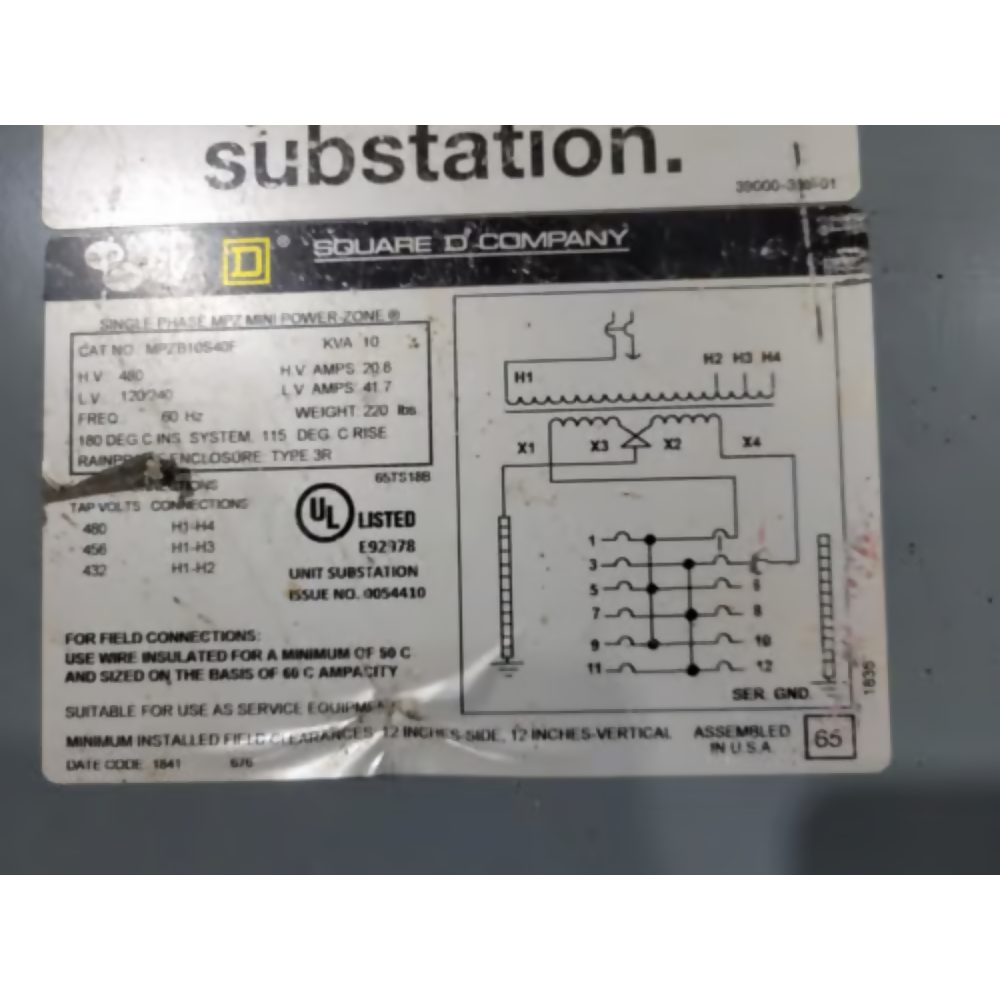 substation.
D ® SQUARE D COMPANY
SINGLE PHASE MPZ MINI POWER-ZONE ®
CAT NO. MPZB10S40F KVA 10
H.V. 480 H.V AMPS 20.8
L.V. 120/240 L.V AMPS 41.7
FREQ. 60 Hz WEIGHT 220 lbs
180 DEG C INS. SYSTEM, 115 DEG. C RISE
ENCLOSURE: TYPE 3R
65TS18B
TAP VOLTS CONNECTIONS
480 H1-H4
456 H1-H3
432 H1-H2
UL LISTED
E92978
UNIT SUBSTATION
ISSUE NO. 0054410
FOR FIELD CONNECTIONS:
USE WIRE INSULATED FOR A MINIMUM OF 90 C
AND SIZED ON THE BASIS OF 60 C AMPACITY
SUITABLE FOR USE AS SERVICE
MINIMUM INSTALLED FIELD CLEARANCES, 12 INCHES-SIDE, 12 INCHES-VERTICAL
DATE CODE 1841 676
H1 H2 H3 H4
X1 X3 X2 X4
1
3
5 6
7 8
9 10
11 12
SER. GND.
1835
ASSEMBLED
IN U.S.A.
65